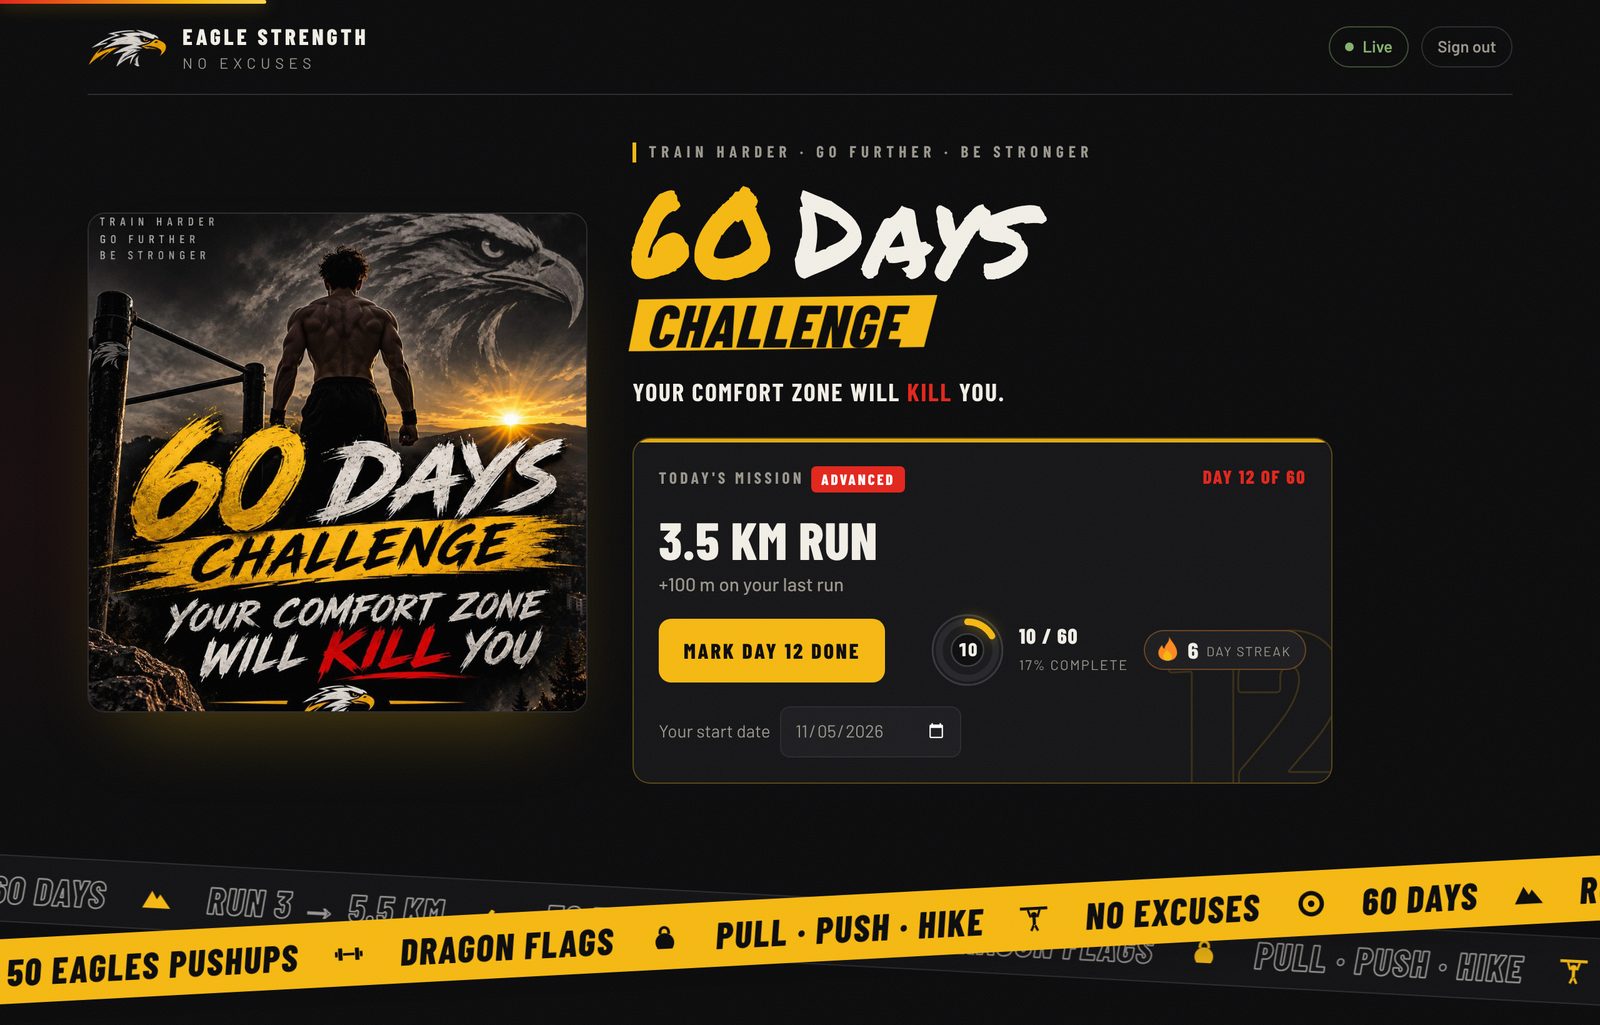 EAGLE STRENGTH
NO EXCUSES
Live
Sign out
TRAIN HARDER · GO FURTHER · BE STRONGER
60 DAYS
CHALLENGE
YOUR COMFORT ZONE WILL KILL YOU.
TRAIN HARDER
GO FURTHER
BE STRONGER
60 DAYS
CHALLENGE
YOUR COMFORT ZONE
WILL KILL YOU
TODAY'S MISSION ADVANCED
DAY 12 OF 60
3.5 KM RUN
+100 m on your last run
MARK DAY 12 DONE
10
10 / 60
17% COMPLETE
6 DAY STREAK
Your start date 11/05/2026
12
60 DAYS RUN 3 → 5.5 KM
FLAGS PULL · PUSH · HIKE
50 EAGLES PUSHUPS DRAGON FLAGS PULL · PUSH · HIKE NO EXCUSES 60 DAYS